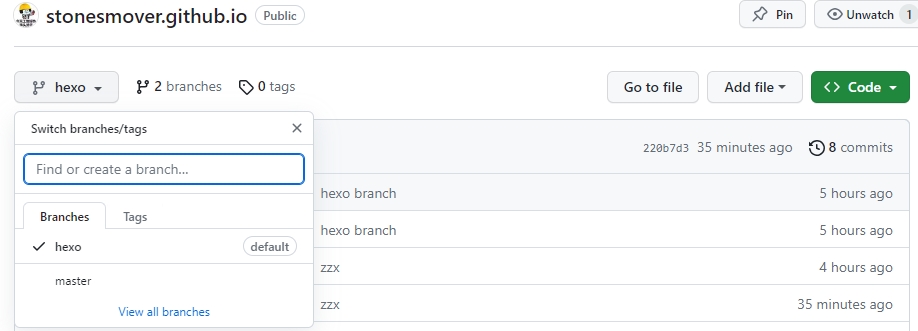 stonesmover.github.io Public Pin Unwatch 1
hexo 2 branches 0 tags Go to file Add file Code
Switch branches/tags
220b7d3 35 minutes ago 8 commits
Find or create a branch...
hexo branch 5 hours ago
Branches Tags
hexo branch 5 hours ago
hexo default
zzx 4 hours ago
master
zzx 35 minutes ago
View all branches